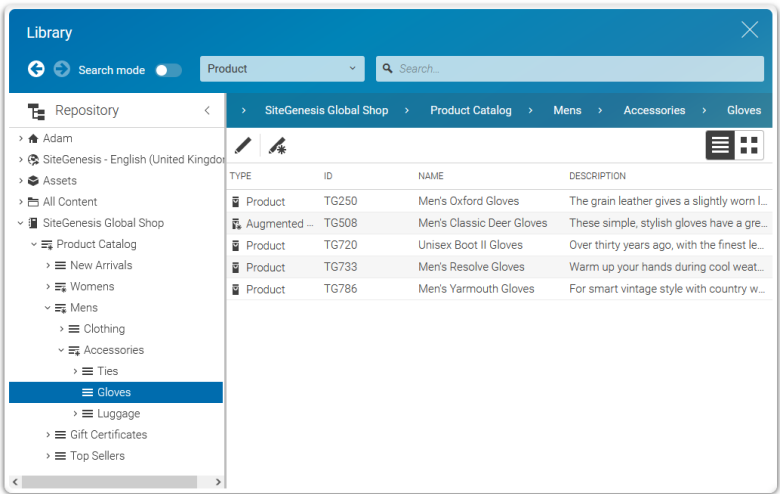 Library
Search mode
Product
Search...
Repository
SiteGenesis Global Shop
Product Catalog
Mens
Accessories
Gloves
Adam
SiteGenesis - English (United Kingdor
Assets
All Content
SiteGenesis Global Shop
Product Catalog
New Arrivals
Womens
Mens
Clothing
Accessories
Ties
Gloves
Luggage
Gift Certificates
Top Sellers
TYPE ID NAME DESCRIPTION
Product TG250 Men's Oxford Gloves The grain leather gives a slightly worn l...
Augmented ... TG508 Men's Classic Deer Gloves These simple, stylish gloves have a gre...
Product TG720 Unisex Boot II Gloves Over thirty years ago, with the finest le...
Product TG733 Men's Resolve Gloves Warm up your hands during cool weat...
Product TG786 Men's Yarmouth Gloves For smart vintage style with country w...